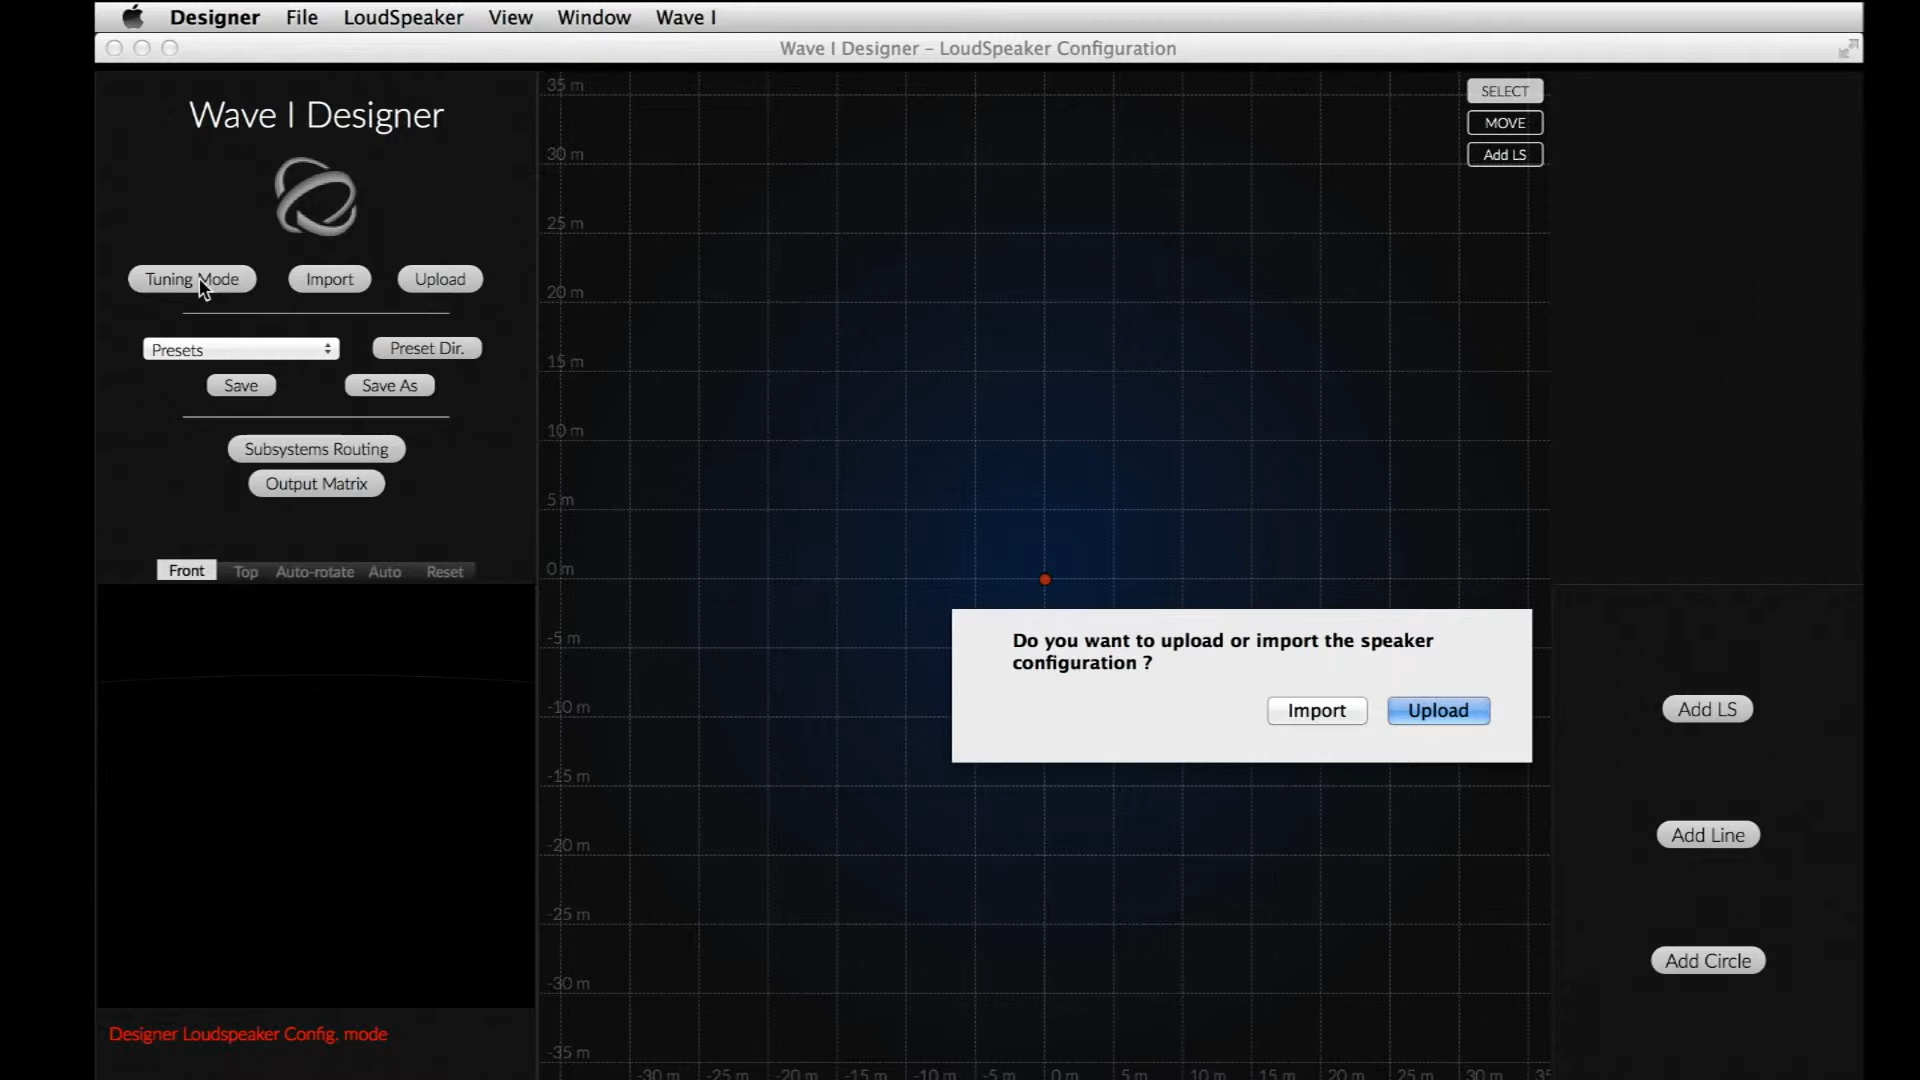 Designer File LoudSpeaker View Window Wave I
Wave I Designer – LoudSpeaker Configuration
Wave I Designer
Tuning Mode Import Upload
Presets Preset Dir.
Save Save As
Subsystems Routing
Output Matrix
Front Top Auto-rotate Auto Reset
Designer Loudspeaker Config. mode
35 m
30 m
25 m
20 m
15 m
10 m
5 m
0 m
-5 m
-10 m
-15 m
-20 m
-25 m
-30 m
-35 m
-30 m -25 m -20 m -15 m -10 m -5 m 0 m 5 m 10 m 15 m 20 m 25 m 30 m
SELECT
MOVE
Add LS
Do you want to upload or import the speaker
configuration ?
Import Upload
Add LS
Add Line
Add Circle